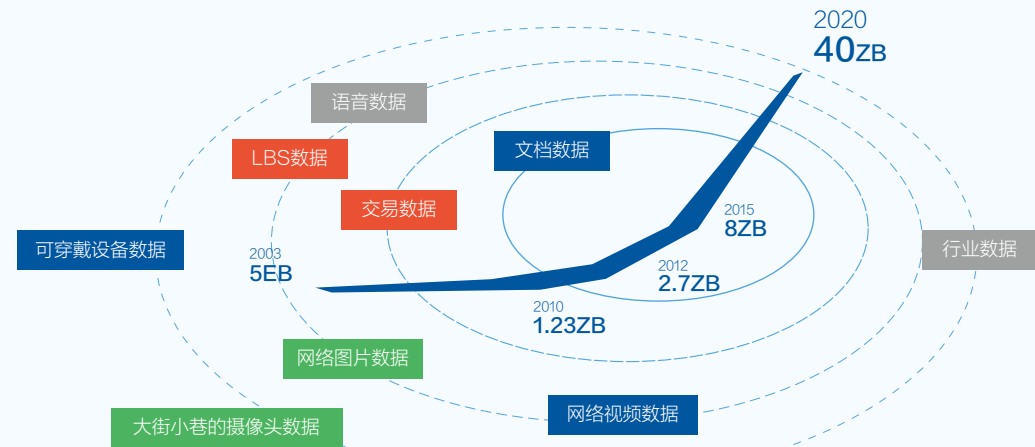 2020
40ZB
语音数据
LBS数据
文档数据
交易数据
2015
8ZB
可穿戴设备数据
2003
5EB
行业数据
2012
2.7ZB
2010
1.23ZB
网络图片数据
网络视频数据
大街小巷的摄像头数据